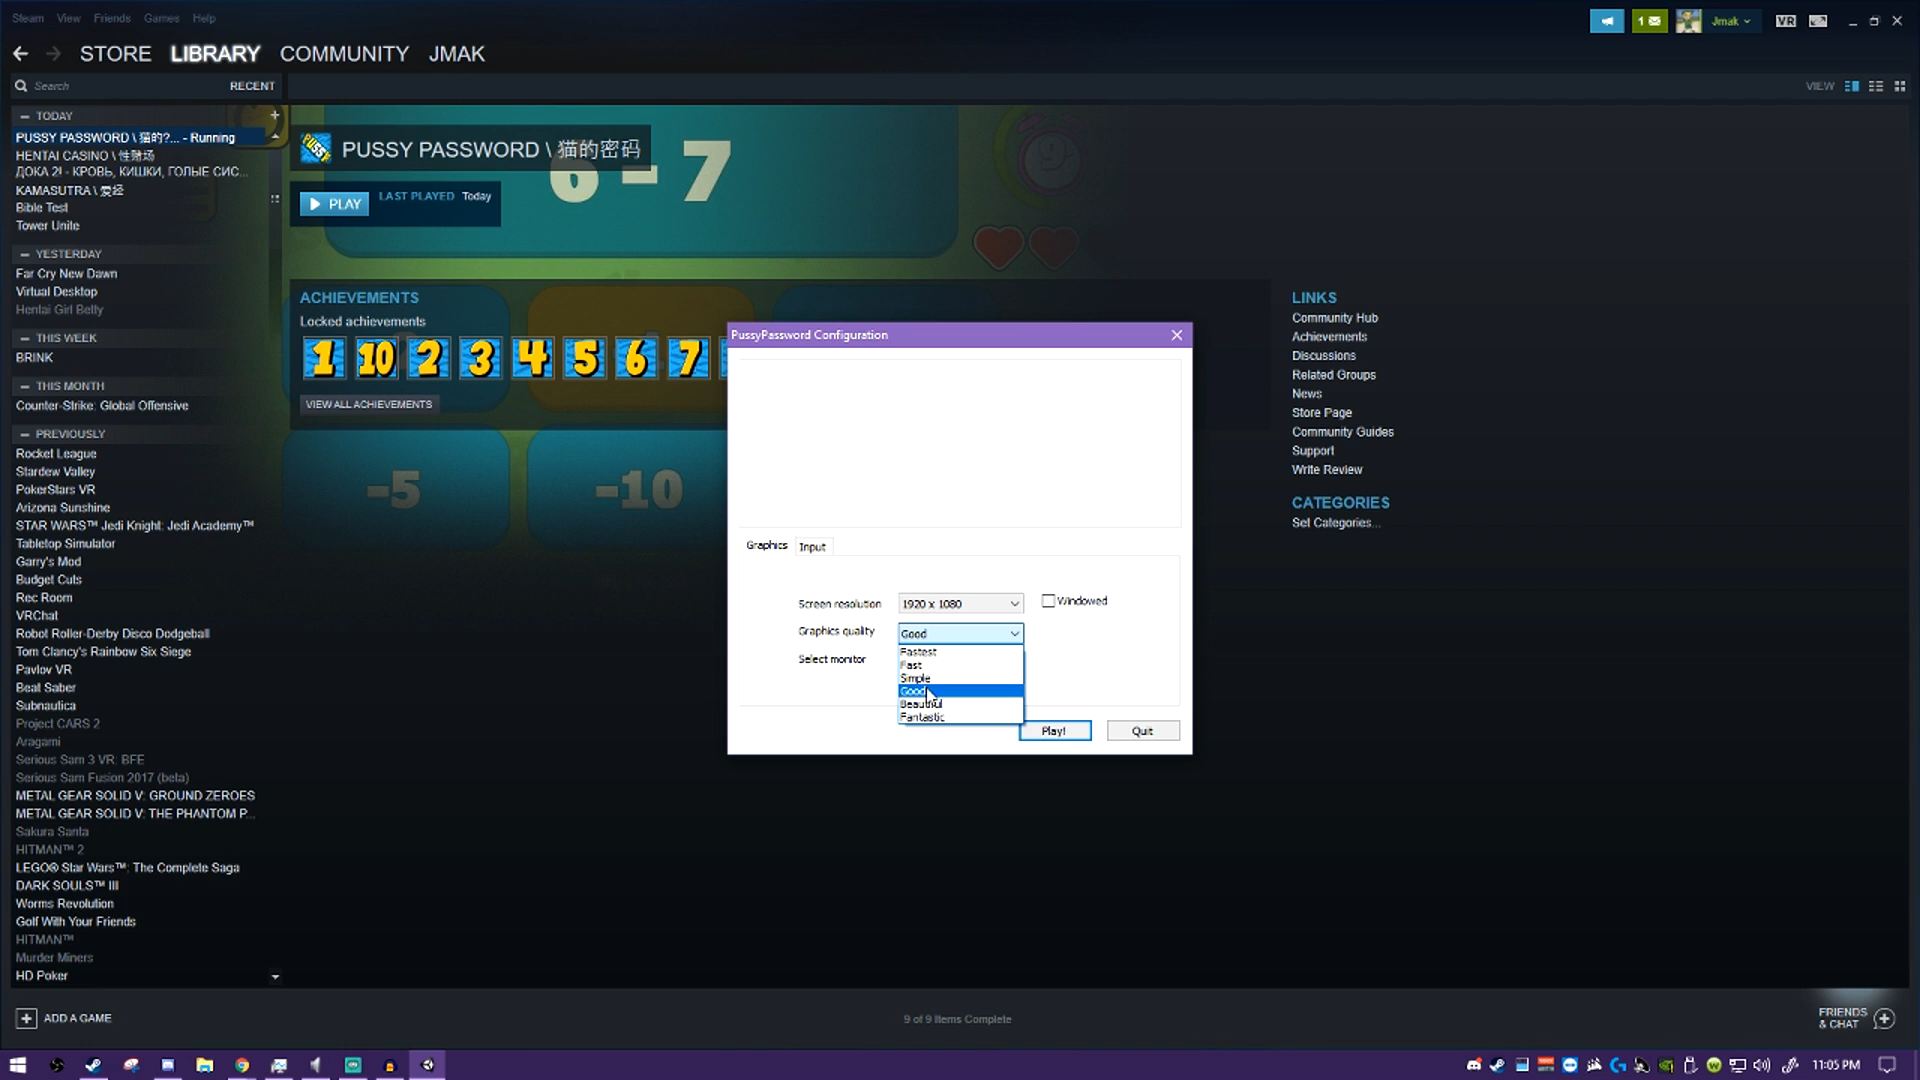 Steam View Friends Games Help
1
Jmak
VR
STORE LIBRARY COMMUNITY JMAK
Search
RECENT
VIEW
TODAY
PUSSY PASSWORD \ 猫的?... - Running
HENTAI CASINO \ 性赌场
ДОКА 2! - КРОВЬ, КИШКИ, ГОЛЫЕ СИС...
KAMASUTRA \ 爱经
Bible Test
Tower Unite
YESTERDAY
Far Cry New Dawn
Virtual Desktop
Hentai Girl Betty
THIS WEEK
BRINK
THIS MONTH
Counter-Strike: Global Offensive
PREVIOUSLY
Rocket League
Stardew Valley
PokerStars VR
Arizona Sunshine
STAR WARS™ Jedi Knight: Jedi Academy™
Tabletop Simulator
Garry's Mod
Budget Cuts
Rec Room
VRChat
Robot Roller-Derby Disco Dodgeball
Tom Clancy's Rainbow Six Siege
Pavlov VR
Beat Saber
Subnautica
Project CARS 2
Aragami
Serious Sam 3 VR: BFE
Serious Sam Fusion 2017 (beta)
METAL GEAR SOLID V: GROUND ZEROES
METAL GEAR SOLID V: THE PHANTOM P...
Sakura Santa
HITMAN™ 2
LEGO® Star Wars™: The Complete Saga
DARK SOULS™ III
Worms Revolution
Golf With Your Friends
HITMAN™
Murder Miners
HD Poker
PUSSY
PUSSY PASSWORD \ 猫的密码
6 - 7
9
PLAY
LAST PLAYED Today
ACHIEVEMENTS
Locked achievements
1 10 2 3 4 5 6 7
VIEW ALL ACHIEVEMENTS
-5 -10
PussyPassword Configuration
Graphics Input
Screen resolution 1920 x 1080 Windowed
Graphics quality Good
Select monitor
Fastest
Fast
Simple
Good
Beautiful
Fantastic
Play! Quit
LINKS
Community Hub
Achievements
Discussions
Related Groups
News
Store Page
Community Guides
Support
Write Review
CATEGORIES
Set Categories...
ADD A GAME
9 of 9 Items Complete
FRIENDS
& CHAT
11:05 PM